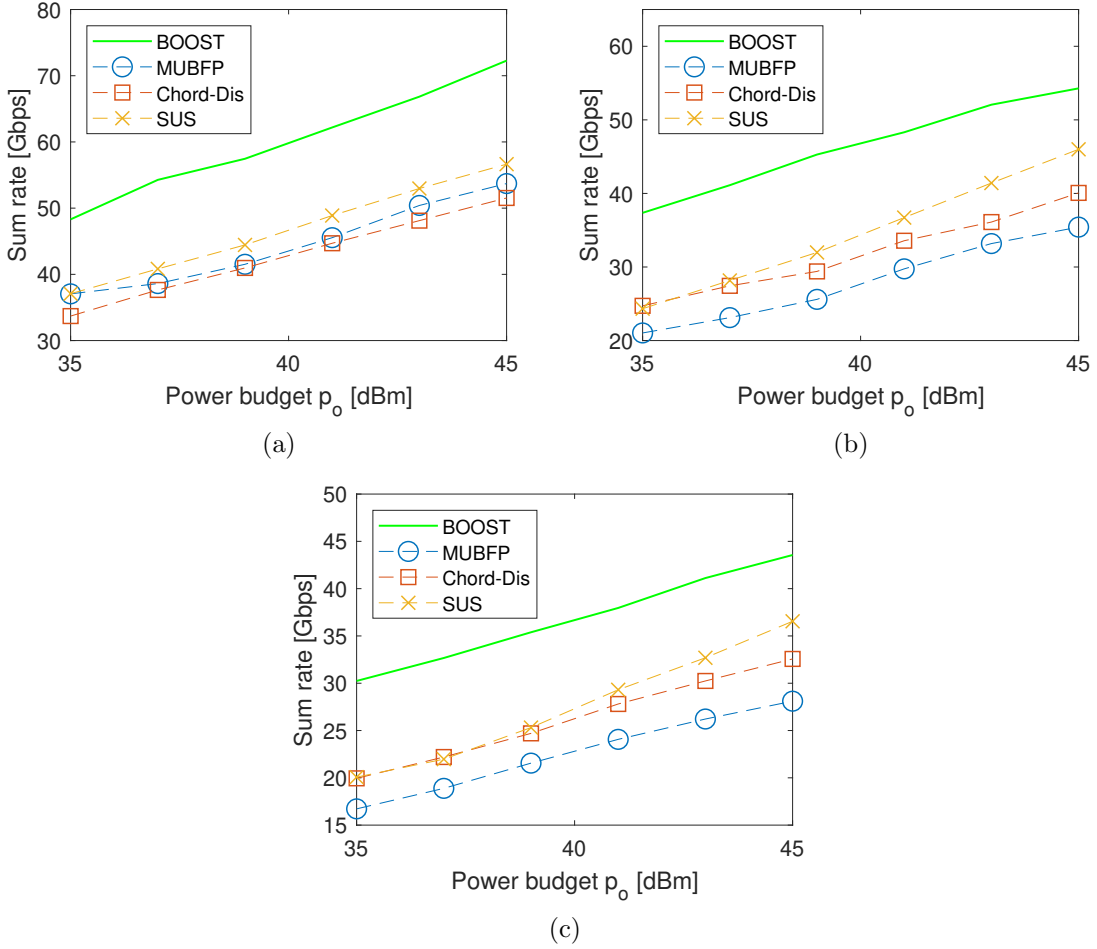 80
70
60
50
40
30
Sum rate [Gbps]
BOOST
MUBFP
Chord-Dis
SUS
35
40
45
Power budget p_o [dBm]
(a)
60
50
40
30
20
Sum rate [Gbps]
BOOST
MUBFP
Chord-Dis
SUS
35
40
45
Power budget p_o [dBm]
(b)
50
45
40
35
30
25
20
15
Sum rate [Gbps]
BOOST
MUBFP
Chord-Dis
SUS
35
40
45
Power budget p_o [dBm]
(c)